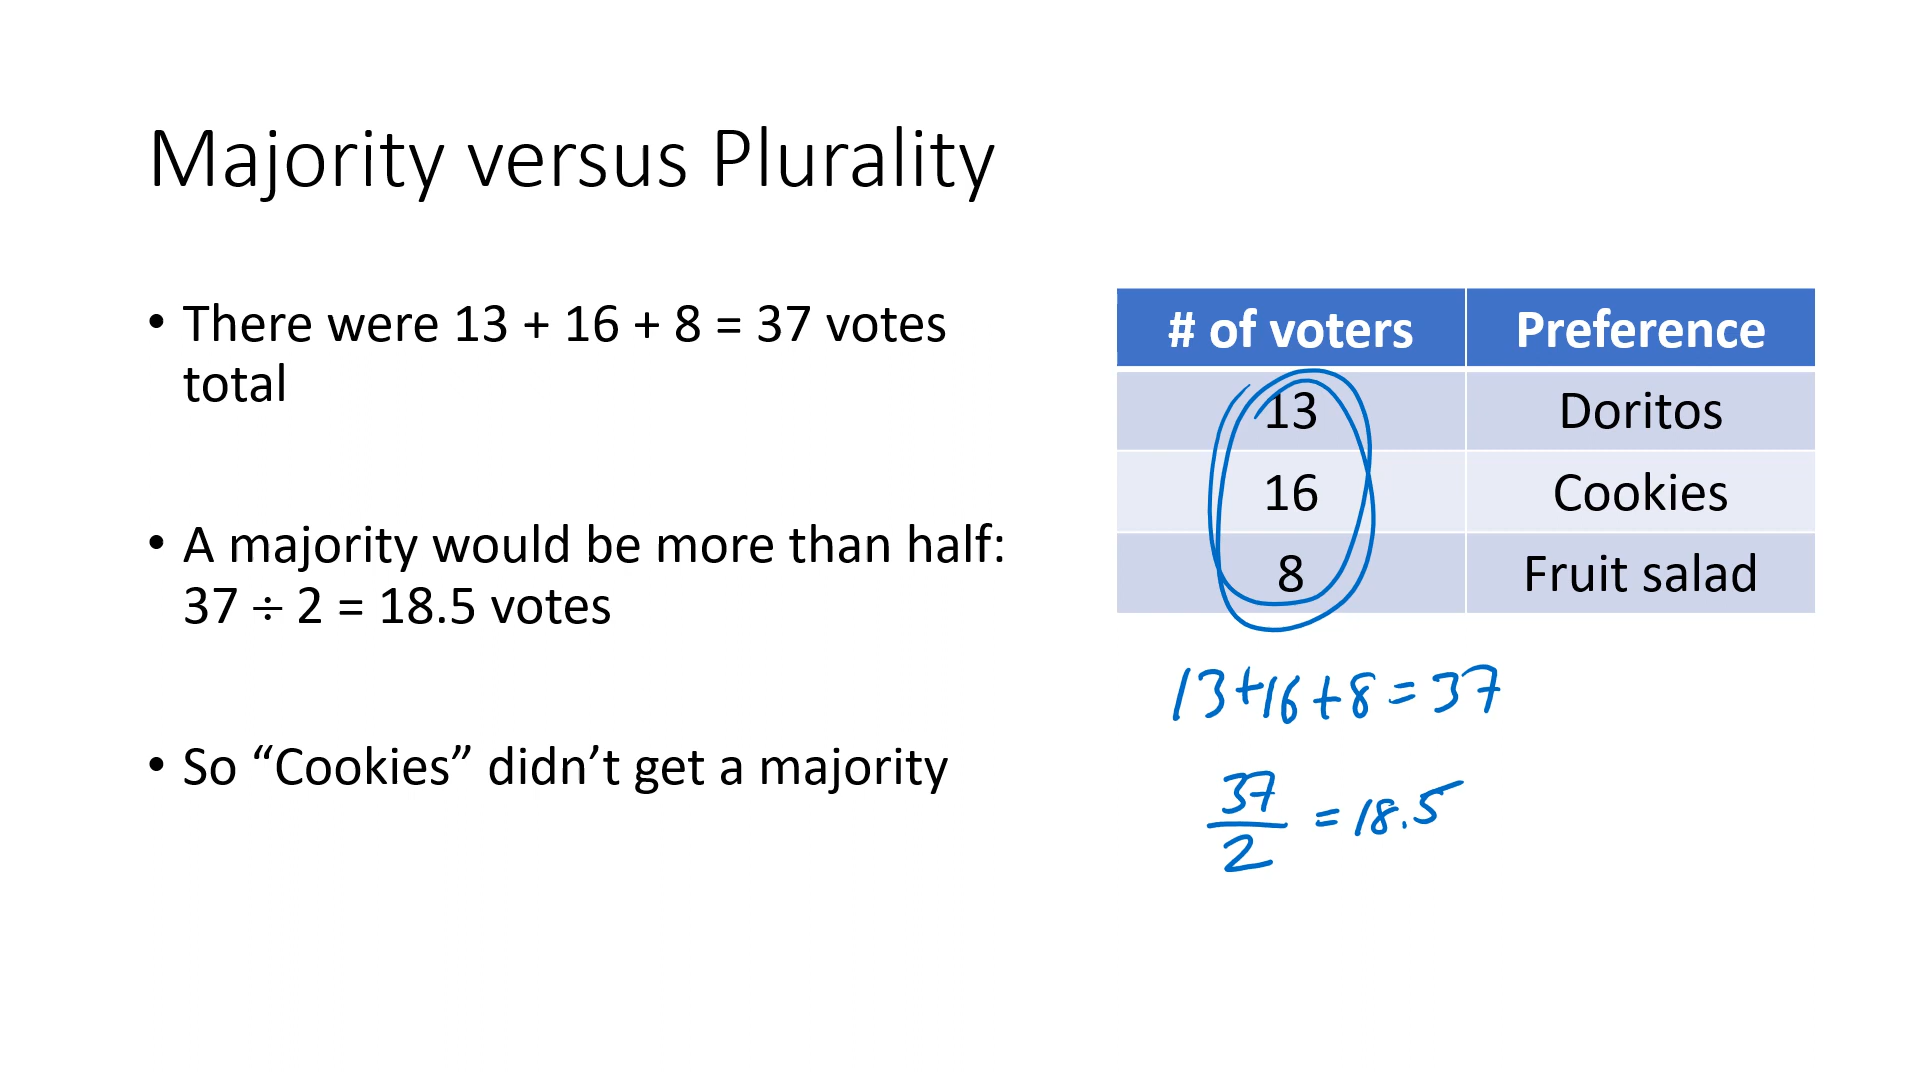 Majority versus Plurality
• There were 13 + 16 + 8 = 37 votes
total
• A majority would be more than half:
37 ÷ 2 = 18.5 votes
• So “Cookies” didn’t get a majority
# of voters Preference
13 Doritos
16 Cookies
8 Fruit salad
13+16+8=37
37
2
=18.5